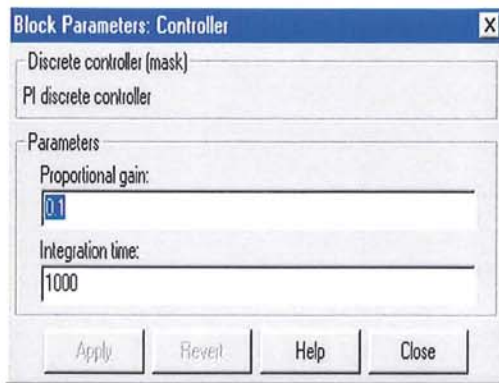 Block Parameters: Controller
X
Discrete controller (mask)
PI discrete controller
Parameters
Proportional gain:
0.1
Integration time:
1000
Apply Revert Help Close